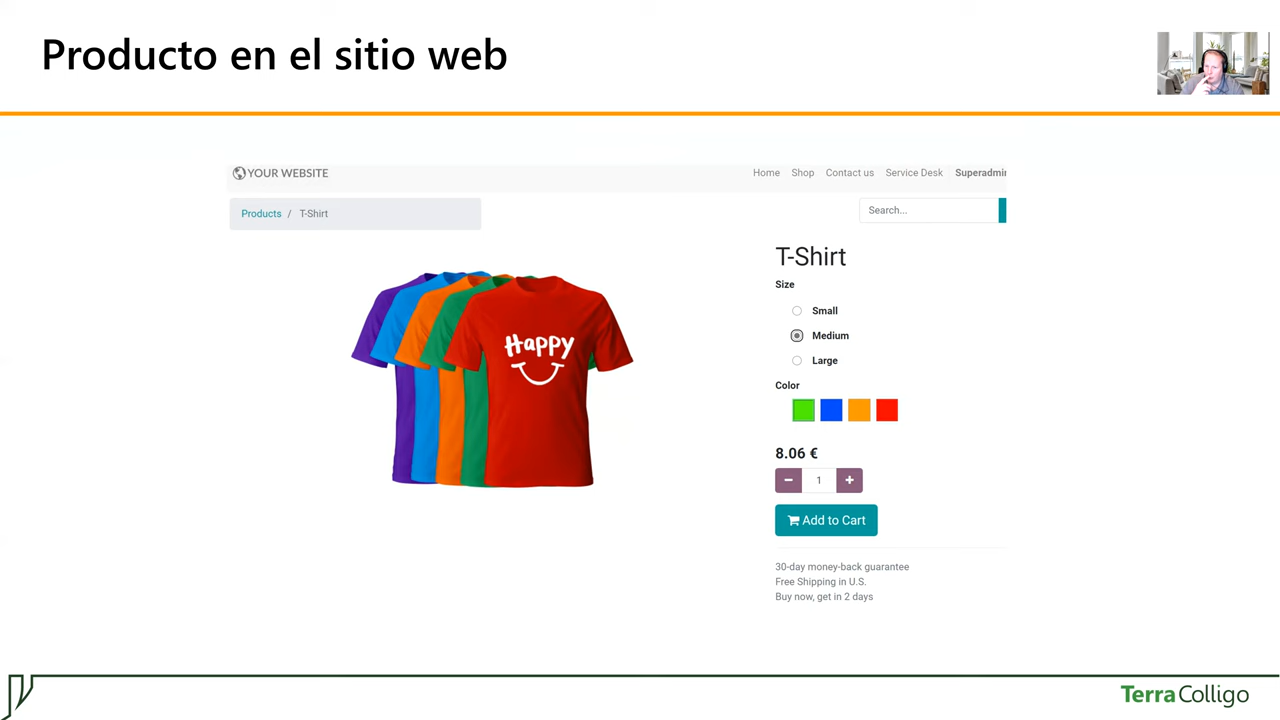 Producto en el sitio web
YOUR WEBSITE
Home Shop Contact us Service Desk Superadmin
Products / T-Shirt
Search...
T-Shirt
Size
Small
Medium
Large
Happy
Color
8.06 €
− 1 +
Add to Cart
30-day money-back guarantee
Free Shipping in U.S.
Buy now, get in 2 days
TerraColligo